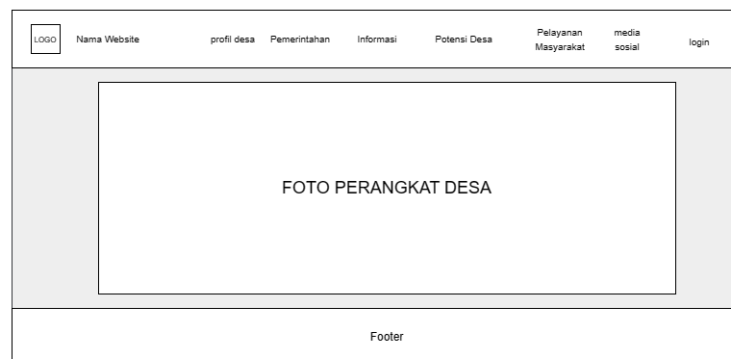 LOGO
Nama Website
profil desa
Pemerintahan
Informasi
Potensi Desa
Pelayanan
Masyarakat
media
sosial
login
FOTO PERANGKAT DESA
Footer